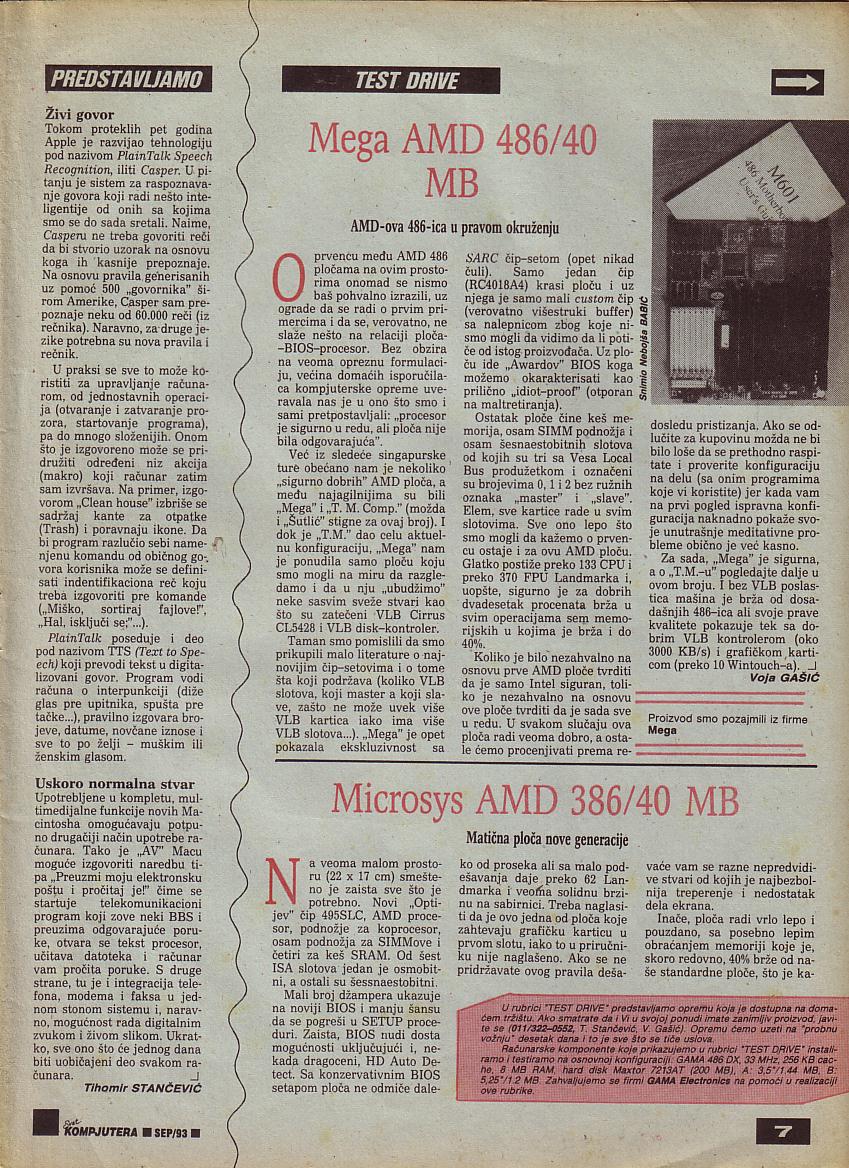 PREDSTAVLJAMO
Živi govor
Tokom proteklih pet godina
Apple je razvijao tehnologiju
pod nazivom PlainTalk Speech
Recognition, iliti Casper. U pi-
tanju je sistem za raspoznava-
nje govora koji radi nešto inte-
ligentije od onih sa kojima
smo se do sada sretali. Naime,
Casperu ne treba govoriti reči
da bi stvorio uzorak na osnovu
koga ih kasnije prepoznaje.
Na osnovu pravila generisanih
uz pomoć 500 „govornika" ši-
rom Amerike, Casper sam pre-
poznaje neku od 60.000 reči (iz
rečnika). Naravno, za druge je-
zike potrebna su nova pravila i
rečnik.
U praksi se sve to može ko-
ristiti za upravljanje računa-
rom, od jednostavnih operaci-
ja (otvaranje i zatvaranje pro-
zora, startovanje programa),
pa do mnogo složenijih. Onom
što je izgovoreno može se pri-
družiti određeni niz akcija
(makro) koji računar zatim
sam izvršava. Na primer, izgo-
vorom „Clean house" izbriše se
sadržaj kante za otpatke
(Trash) i poravnaju ikone. Da
bi program razlučio sebi name-
njenu komandu od običnog go-
vora korisnika može se defini-
sati indentifikaciona reč koju
treba izgovoriti pre komande
(„Miško, sortiraj fajlove!",
„Hal, isključi se;"...).
PlainTalk poseduje i deo
pod nazivom TTS (Text to Spe-
ech) koji prevodi tekst u digita-
lizovani govor. Program vodi
računa o interpunkciji (diže
glas pre upitnika, spušta pre
tačke...), pravilno izgovara bro-
jeve, datume, novčane iznose i
sve to po želji – muškim ili
ženskim glasom.
Uskoro normalna stvar
Upotrebljene u kompletu, mul-
timedijalne funkcije novih Ma-
cintosha omogućavaju potpu-
no drugačiji način upotrebe ra-
čunara. Tako je „AV" Macu
moguće izgovoriti naredbu ti-
pa „Preuzmi moju elektronsku
poštu i pročitaj je!" čime se
startuje telekomunikacioni
program koji zove neki BBS i
preuzima odgovarajuće poru-
ke, otvara se tekst procesor,
učitava datoteka i računar
vam pročita poruke. S druge
strane, tu je i integracija tele-
fona, modema i faksa u jed-
nom stonom sistemu i, narav-
no, mogućnost rada digitalnim
zvukom i živom slikom. Ukrat-
ko, sve ono što će jednog dana
biti uobičajeni deo svakom ra-
čunara.
Tihomir STANČEVIĆ
TEST DRIVE
Mega AMD 486/40
MB
AMD-ova 486-ica u pravom okruženju
O prvencu među AMD 486
pločama na ovim prosto-
rima onomad se nismo
baš pohvalno izrazili, uz
ograde da se radi o prvim pri-
mercima i da se, verovatno, ne
slaže nešto na relaciji ploča-
-BIOS–procesor. Bez obzira
na veoma opreznu formulaci-
ju, većina domaćih isporučila-
ca kompjuterske opreme uve-
ravala nas je u ono što smo i
sami pretpostavljali: „procesor
je sigurno u redu, ali ploča nije
bila odgovarajuća".
Već iz sledeće singapurske
ture obećano nam je nekoliko
„sigurno dobrih" AMD ploča, a
među najagilnijima su bili
„Mega" i „T. M. Comp." (možda
i „Šutlić" stigne za ovaj broj). I
dok je „T.M." dao celu aktuel-
nu konfiguraciju, „Mega" nam
je ponudila samo ploču koju
smo mogli na miru da razgle-
damo i da u nju „ubudžimo"
neke sasvim sveže stvari kao
što su zatečeni VLB Cirrus
CL5428 i VLB disk–kontroler.
Taman smo pomislili da smo
prikupili malo literature o naj-
novijim čip–setovima i o tome
šta koji podržava (koliko VLB
slotova, koji master a koji sla-
ve, zašto ne može uvek više
VLB kartica iako ima više
VLB slotova...). „Mega" je opet
pokazala ekskluzivnost sa
SARC čip–setom (opet nikad
čuli). Samo jedan čip
(RC4018A4) krasi ploču i uz
njega je samo mali custom čip
(verovatno višestruki buffer)
sa nalepnicom zbog koje ni-
smo mogli da vidimo da li poti-
če od istog proizvođača. Uz plo-
ču ide „Awardov" BIOS koga
možemo okarakterisati kao
prilično „idiot–proof" (otporan
na maltretiranja).
Ostatak ploče čine keš me-
morija, osam SIMM podnožja i
osam šesnaestobitnih slotova
od kojih su tri sa Vesa Local
Bus produžetkom i označeni
su brojevima 0, 1 i 2 bez ružnih
oznaka „master" i „slave".
Elem, sve kartice rade u svim
slotovima. Sve ono lepo što
smo mogli da kažemo o prven-
cu ostaje i za ovu AMD ploču.
Glatko postiže preko 133 CPU i
preko 370 FPU Landmarka i,
uopšte, sigurno je za dobrih
dvadesetak procenata brža u
svim operacijama sem memo-
rijskih u kojima je brža i do
40%.
Koliko je bilo nezahvalno na
osnovu prve AMD ploče tvrditi
da je samo Intel siguran, toli-
ko je nezahvalno na osnovu
ove ploče tvrditi da je sada sve
u redu. U svakom slučaju ova
ploča radi veoma dobro, a osta-
le ćemo procenjivati prema re-
M601
486 Motherbo
User's Gu
Snimio Nebojša BABIĆ
dosledu pristizanja. Ako se od-
lučite za kupovinu možda ne bi
bilo loše da se prethodno raspi-
tate i proverite konfiguraciju
na delu (sa onim programima
koje vi koristite) jer kada vam
na prvi pogled ispravna konfi-
guracija naknadno pokaže svo-
je unutrašnje meditativne pro-
bleme obično je već kasno.
Za sada, „Mega" je sigurna,
a o „T.M.–u" pogledajte dalje u
ovom broju. I bez VLB poslas-
tica mašina je brža od dosa-
dašnjih 486–ica ali svoje prave
kvalitete pokazuje tek sa do-
brim VLB kontrolerom (oko
3000 KB/s) i grafičkom karti-
com (preko 10 Wintouch–a).
Voja GAŠIĆ
Proizvod smo pozajmili iz firme
Mega
Microsys AMD 386/40 MB
Matična ploča nove generacije
Na veoma malom prosto-
ru (22 x 17 cm) smešte-
no je zaista sve što je
potrebno. Novi „Opti-
jev" čip 495SLC, AMD proce-
sor, podnožje za koprocesor,
osam podnožja za SIMMove i
četiri za keš SRAM. Od šest
ISA slotova jedan je osmobit-
ni, a ostali su šessnaestobitni.
Mali broj džampera ukazuje
na noviji BIOS i manju šansu
da se pogreši u SETUP proce-
duri. Zaista, BIOS nudi dosta
mogućnosti uključujući i, ne-
kada dragoceni, HD Auto De-
tect. Sa konzervativnim BIOS
setapom ploča ne odmiče dale-
ko od proseka ali sa malo pod-
ešavanja daje preko 62 Lan-
dmarka i veoma solidnu brzi-
nu na sabirnici. Treba naglasi-
ti da je ovo jedna od ploča koje
zahtevaju grafičku karticu u
prvom slotu, iako to u priručni-
ku nije naglašeno. Ako se ne
pridržavate ovog pravila deša-
vaće vam se razne nepredvidi-
ve stvari od kojih je najbezbol-
nija treperenje i nedostatak
dela ekrana.
Inače, ploča radi vrlo lepo i
pouzdano, sa posebno lepim
obraćanjem memoriji koje je,
skoro redovno, 40% brže od na-
še standardne ploče, što je ka-
U rubrici "TEST DRIVE" predstavljamo opremu koja je dostupna na doma-
ćem tržištu. Ako smatrate da i Vi u svojoj ponudi imate zanimljiv proizvod, javi-
te se (011/322-0552, T. Stančević, V. Gašić). Opremu ćemo uzeti na "probnu
vožnju" desetak dana i to je sve što se tiče uslova.
Računarske komponente koje prikazujemo u rubrici "TEST DRIVE" instali-
ramo i testiramo na osnovnoj konfiguraciji: GAMA 486 DX, 33 MHz, 256 KB cac-
he, 8 MB RAM, hard disk Maxtor 7213AT (200 MB), A: 3,5"/1.44 MB, B:
5,25"/1.2 MB. Zahvaljujemo se firmi GAMA Electronics na pomoći u realizaciji
ove rubrike.
Svet
KOMPJUTERA ■ SEP/93 ■
7